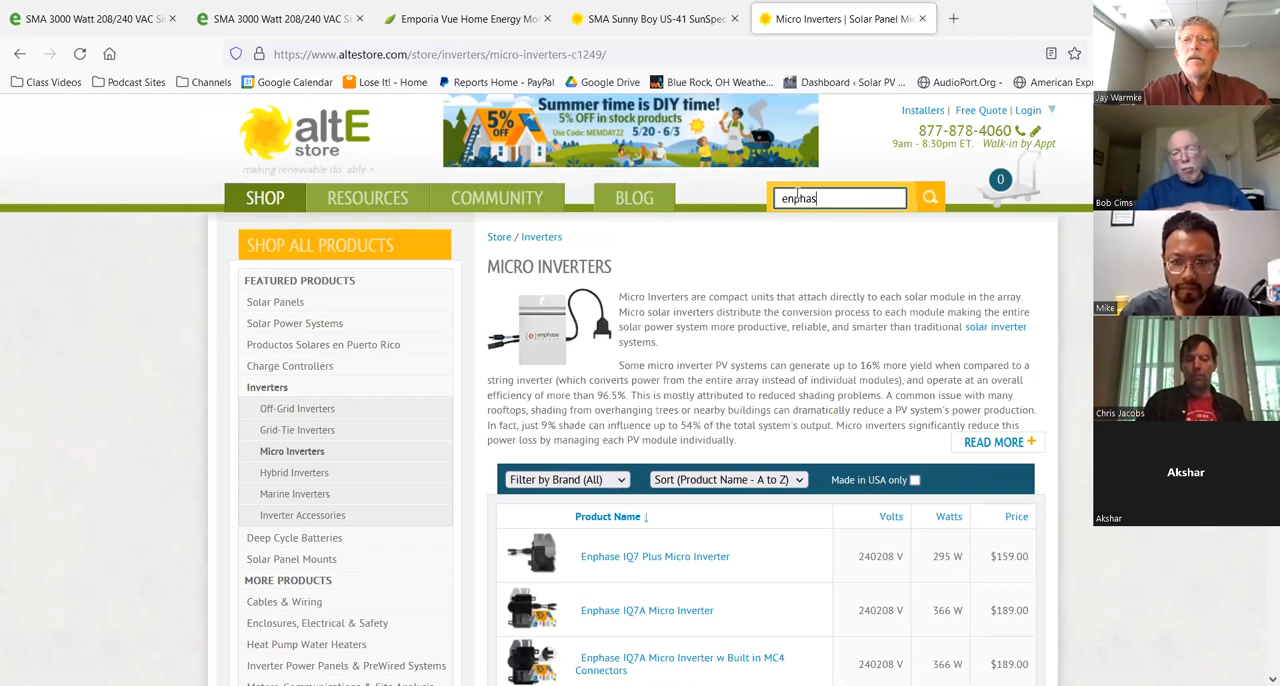 SMA 3000 Watt 208/240 VAC Si
SMA 3000 Watt 208/240 VAC Si
Emporia Vue Home Energy Mo
SMA Sunny Boy US-41 SunSpec
Micro Inverters | Solar Panel Mic
https://www.altestore.com/store/inverters/micro-inverters-c1249/
Class Videos
Podcast Sites
Channels
Google Calendar
Lose It! - Home
Reports Home - PayPal
Google Drive
Blue Rock, OH Weathe...
Dashboard ‹ Solar PV ...
AudioPort.Org -
American Exp
altE
store
making renewable do·able
Summer time is DIY time!
5%
OFF
5% OFF in stock products
Use Code: MEMDAY22 5/20 - 6/3
Installers | Free Quote | Login
877-878-4060
9am - 8:30pm ET. Walk-in by Appt
SHOP
RESOURCES
COMMUNITY
BLOG
enphas
0
SHOP ALL PRODUCTS
FEATURED PRODUCTS
Solar Panels
Solar Power Systems
Productos Solares en Puerto Rico
Charge Controllers
Inverters
Off-Grid Inverters
Grid-Tie Inverters
Micro Inverters
Hybrid Inverters
Marine Inverters
Inverter Accessories
Deep Cycle Batteries
Solar Panel Mounts
MORE PRODUCTS
Cables & Wiring
Enclosures, Electrical & Safety
Heat Pump Water Heaters
Inverter Power Panels & PreWired Systems
Store / Inverters
MICRO INVERTERS
enphase
Micro Inverters are compact units that attach directly to each solar module in the array.
Micro solar inverters distribute the conversion process to each module making the entire
solar power system more productive, reliable, and smarter than traditional solar inverter
systems.
Some micro inverter PV systems can generate up to 16% more yield when compared to a
string inverter (which converts power from the entire array instead of individual modules), and operate at an overall
efficiency of more than 96.5%. This is mostly attributed to reduced shading problems. A common issue with many
rooftops, shading from overhanging trees or nearby buildings can dramatically reduce a PV system's power production.
In fact, just 9% shade can influence up to 54% of the total system's output. Micro inverters significantly reduce this
power loss by managing each PV module individually.
READ MORE +
Filter by Brand (All)
Sort (Product Name - A to Z)
Made in USA only
Product Name ↓ Volts Watts Price
Enphase IQ7 Plus Micro Inverter 240208 V 295 W $159.00
Enphase IQ7A Micro Inverter 240208 V 366 W $189.00
Enphase IQ7A Micro Inverter w Built in MC4
Connectors 240208 V 366 W $189.00
Jay Warmke
Bob Cims
Mike
Chris Jacobs
Akshar
Akshar